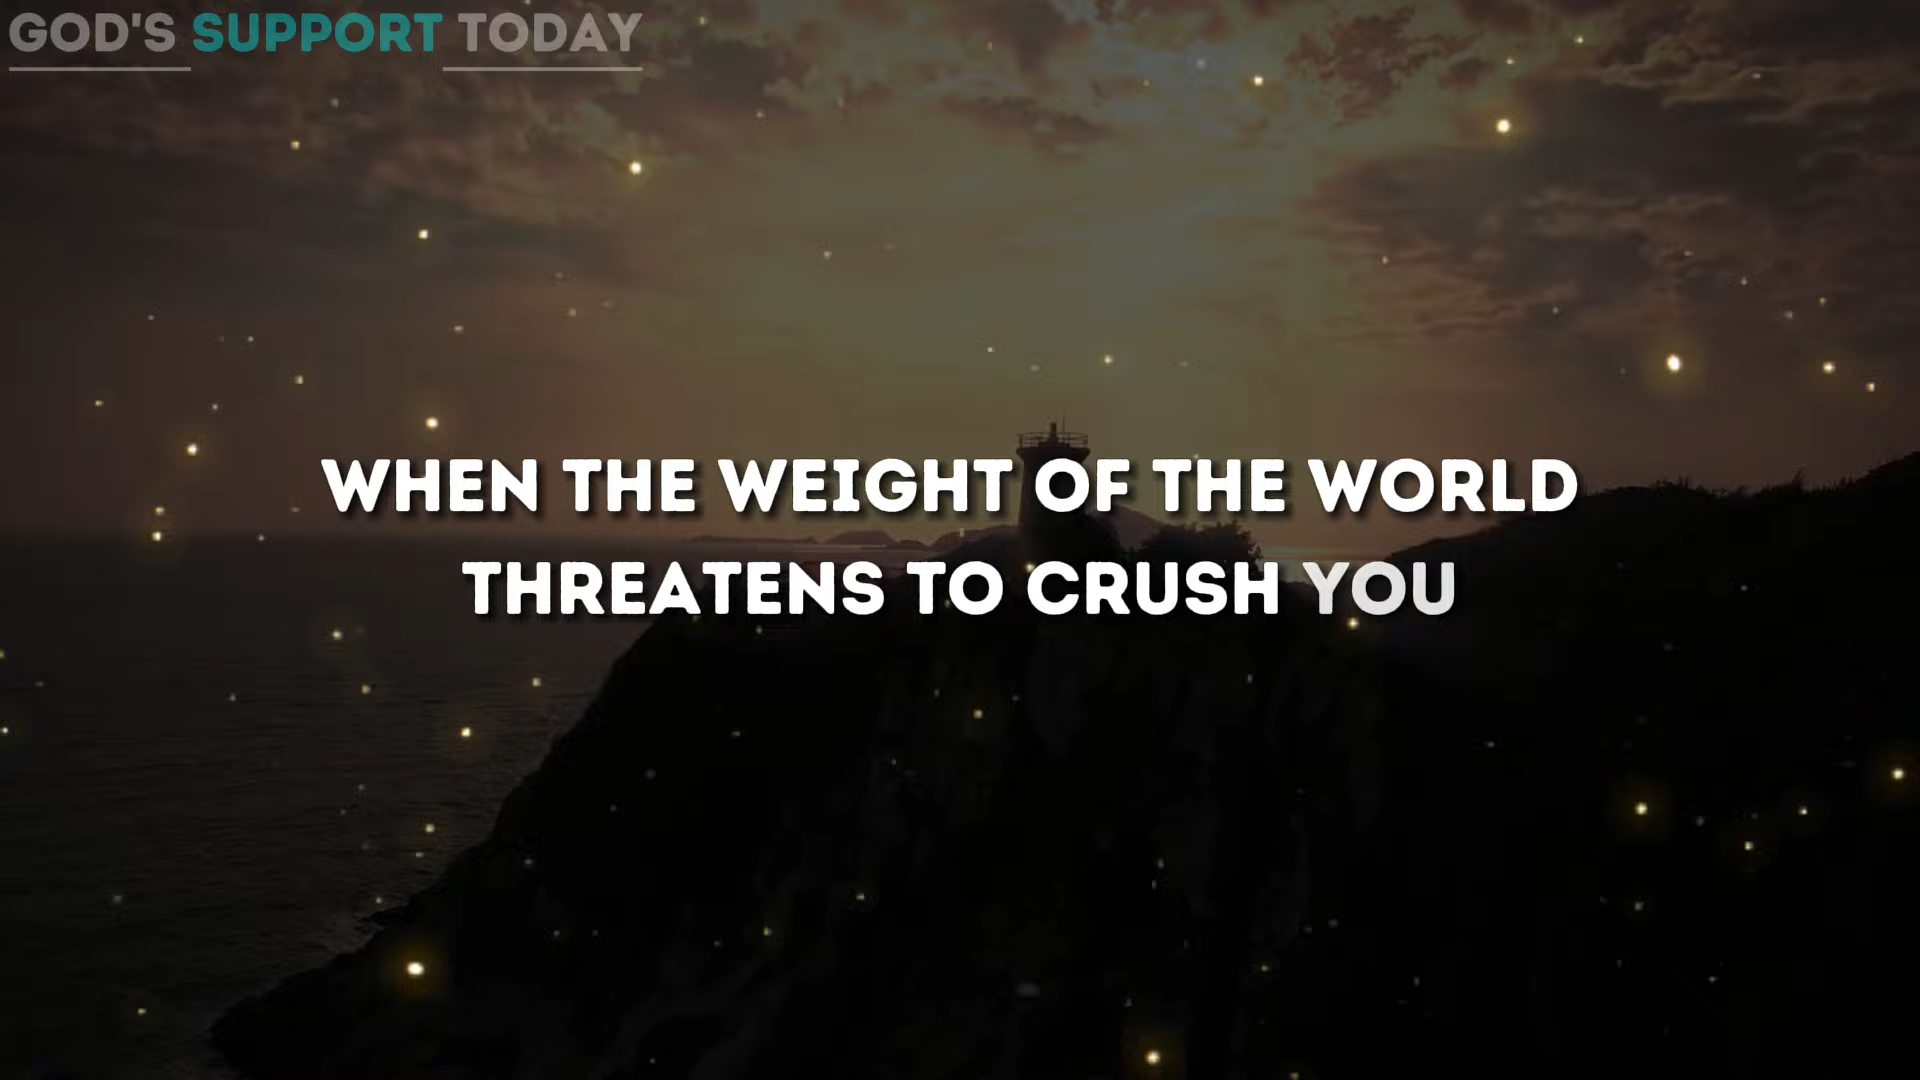 GOD'S SUPPORT TODAY
WHEN THE WEIGHT OF THE WORLD
THREATENS TO CRUSH YOU